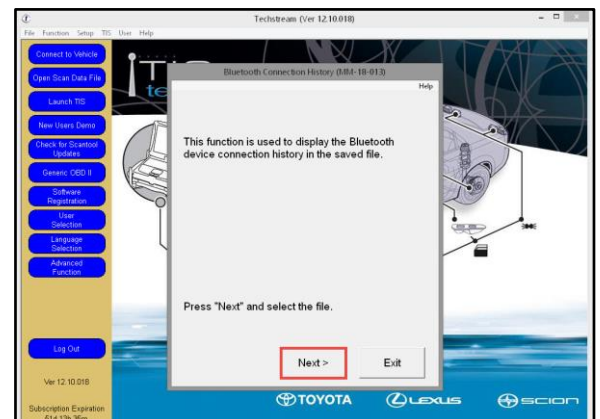 Techstream (Ver 12.10.018)
File Function Setup TIS User Help
Connect to Vehicle
Open Scan Data File
Launch TIS
New Users Demo
Check for Scantool
Updates
Generic OBD II
Software
Registration
User
Selection
Language
Selection
Advanced
Function
Log Out
Ver 12.10.018
Subscription Expiration
Bluetooth Connection History (MM-18-013)
Help
This function is used to display the Bluetooth
device connection history in the saved file.
Press "Next" and select the file.
Next >
Exit
TOYOTA
LEXUS
SCION